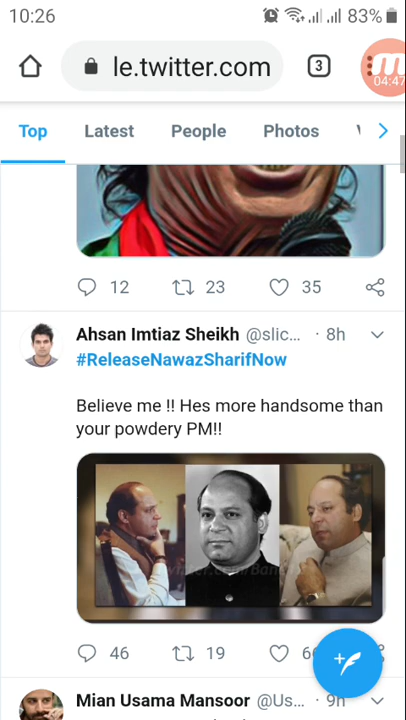 10:26
83%
le.twitter.com
3
04:47
Top
Latest
People
Photos
12
23
35
Ahsan Imtiaz Sheikh @slic... · 8h
#ReleaseNawazSharifNow
Believe me !! Hes more handsome than
your powdery PM!!
46
19
Mian Usama Mansoor @Us... · 9h